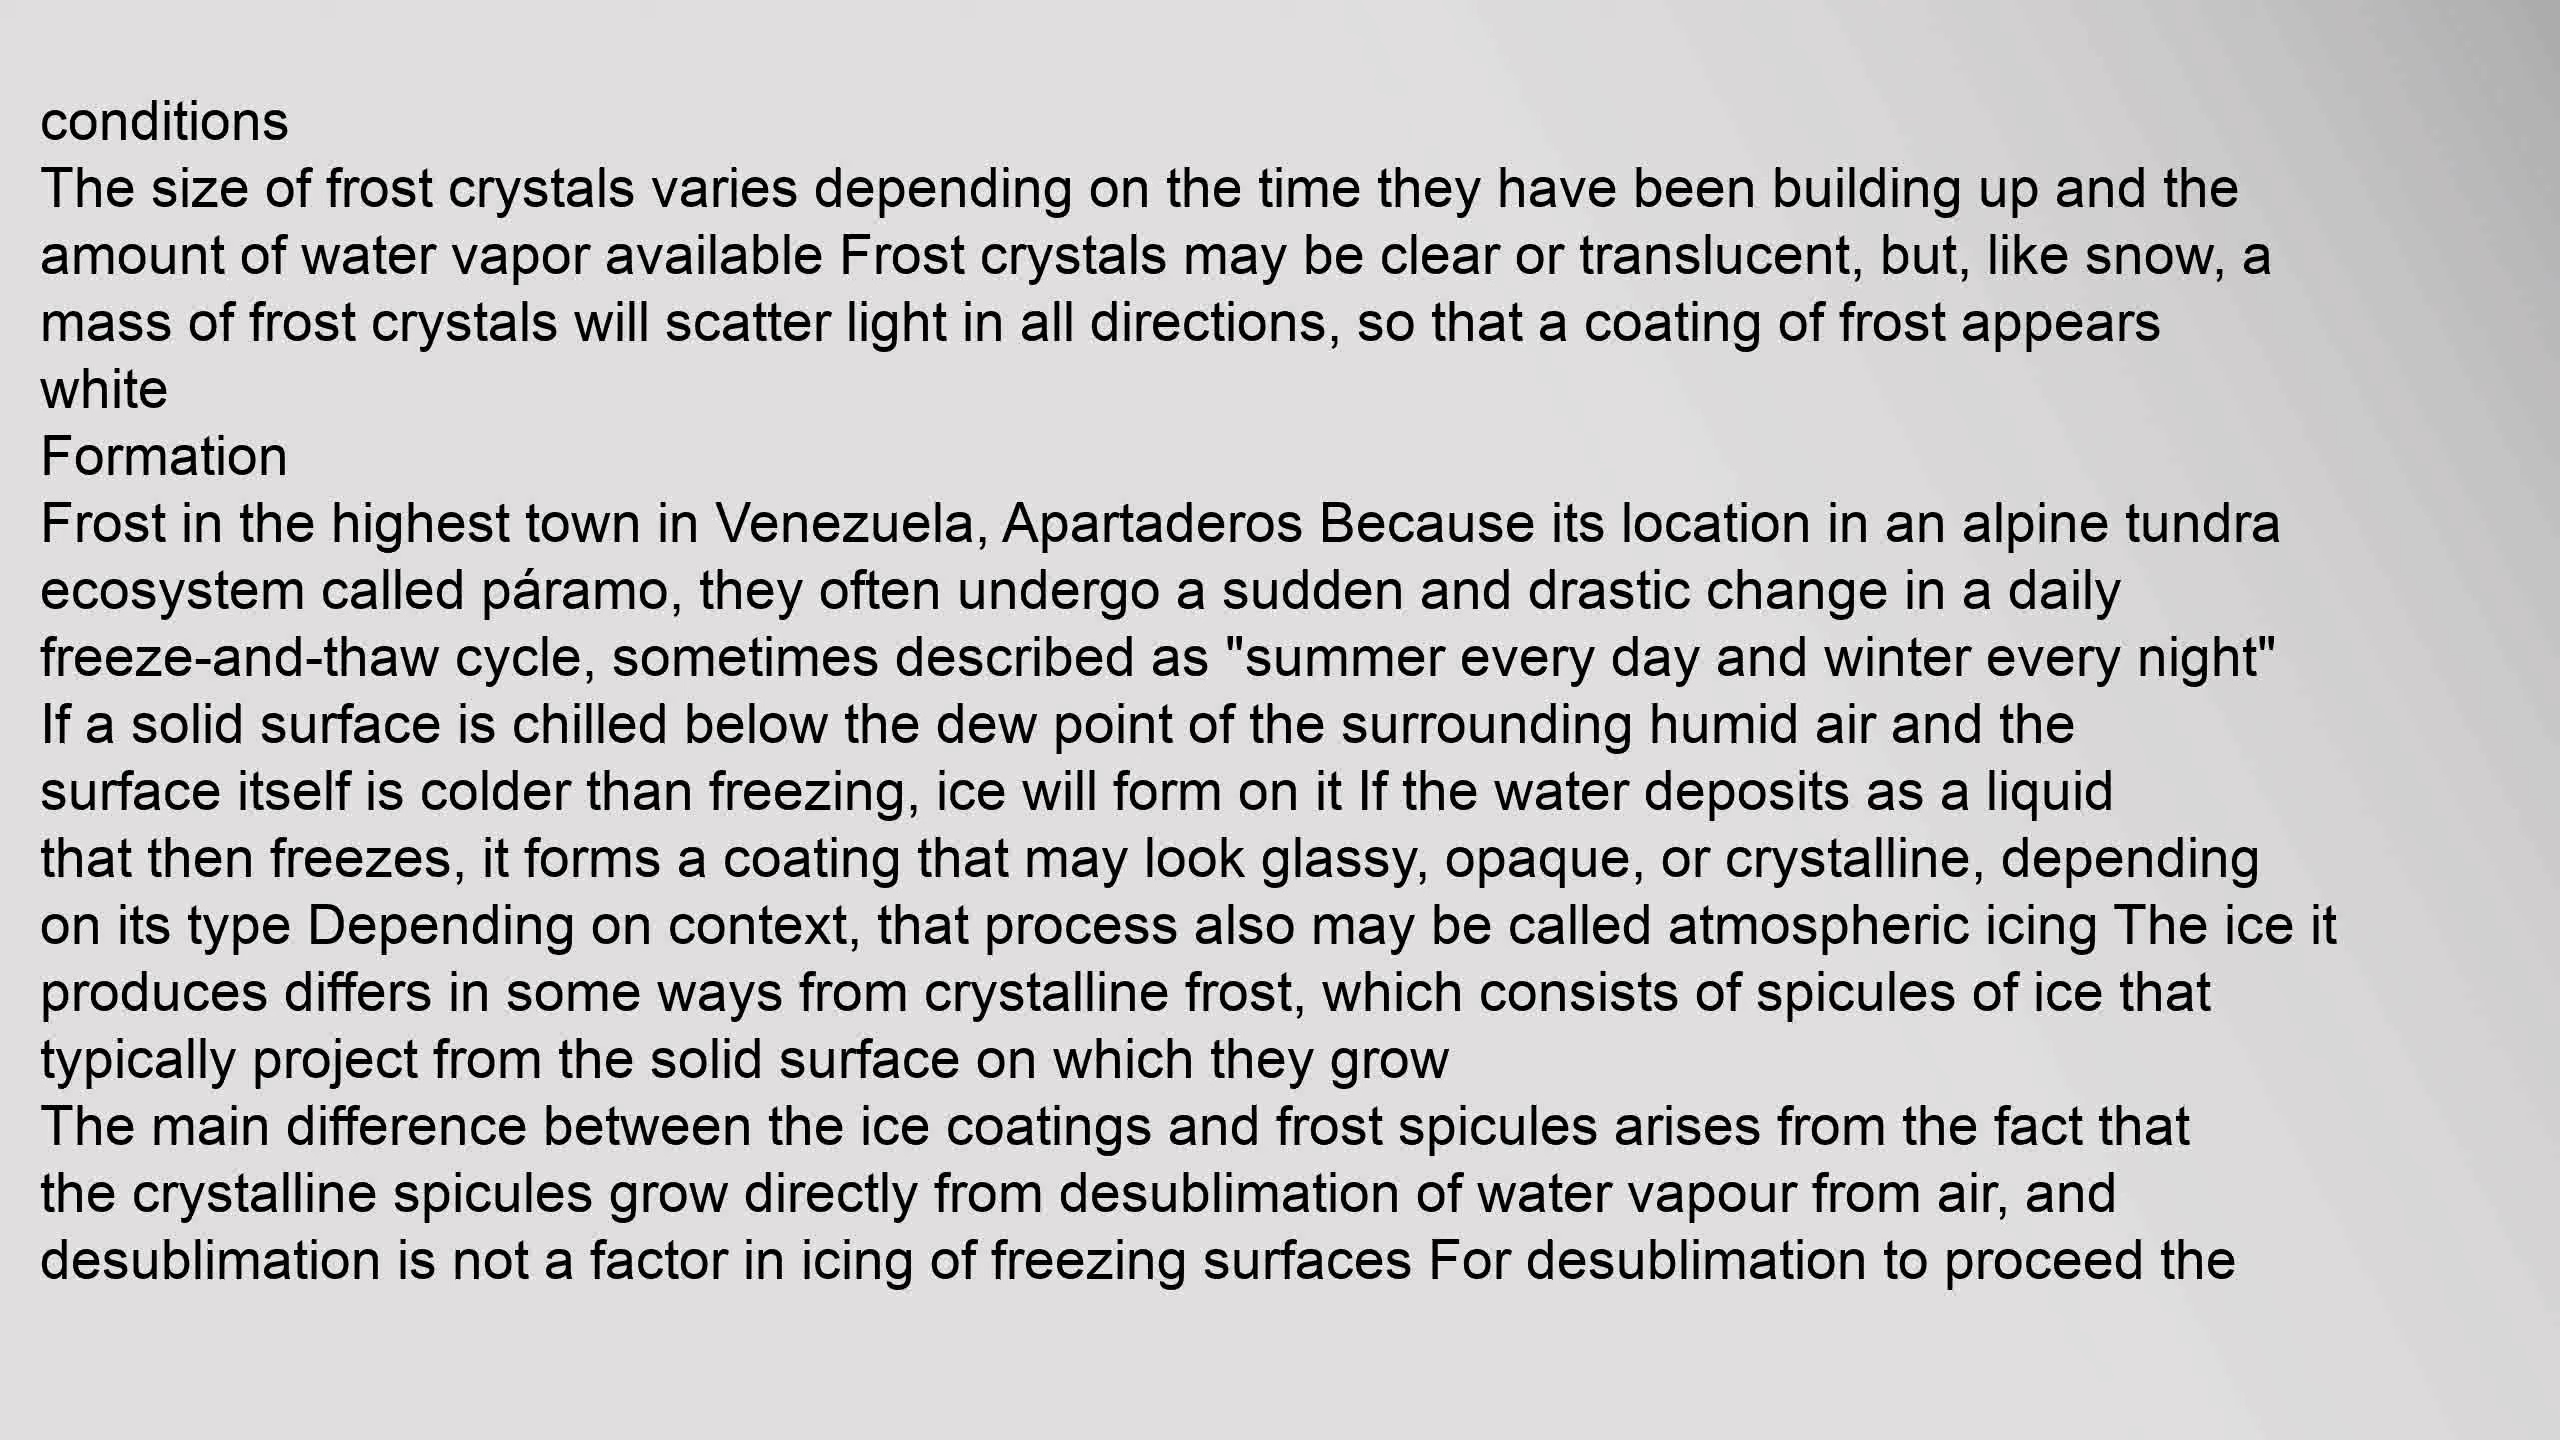 conditions
The size of frost crystals varies depending on the time they have been building up and the
amount of water vapor available Frost crystals may be clear or translucent, but, like snow, a
mass of frost crystals will scatter light in all directions, so that a coating of frost appears
white
Formation
Frost in the highest town in Venezuela, Apartaderos Because its location in an alpine tundra
ecosystem called páramo, they often undergo a sudden and drastic change in a daily
freeze-and-thaw cycle, sometimes described as "summer every day and winter every night"
If a solid surface is chilled below the dew point of the surrounding humid air and the
surface itself is colder than freezing, ice will form on it If the water deposits as a liquid
that then freezes, it forms a coating that may look glassy, opaque, or crystalline, depending
on its type Depending on context, that process also may be called atmospheric icing The ice it
produces differs in some ways from crystalline frost, which consists of spicules of ice that
typically project from the solid surface on which they grow
The main difference between the ice coatings and frost spicules arises from the fact that
the crystalline spicules grow directly from desublimation of water vapour from air, and
desublimation is not a factor in icing of freezing surfaces For desublimation to proceed the